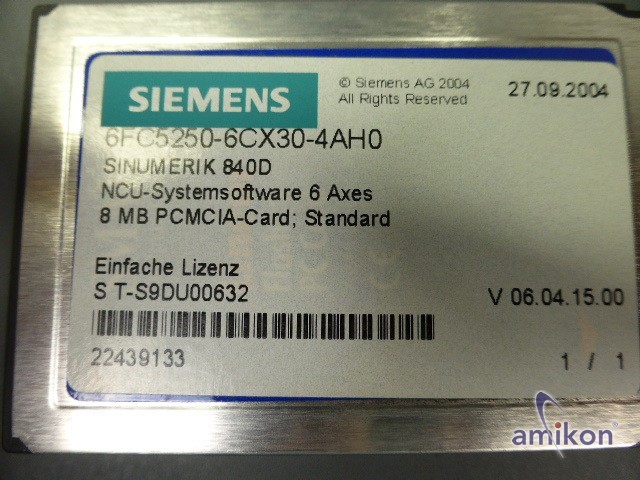 SIEMENS
© Siemens AG 2004
All Rights Reserved
27.09.2004
6FC5250-6CX30-4AH0
SINUMERIK 840D
NCU-Systemsoftware 6 Axes
8 MB PCMCIA-Card; Standard
Einfache Lizenz
S T-S9DU00632
V 06.04.15.00
22439133
1 / 1
amikon